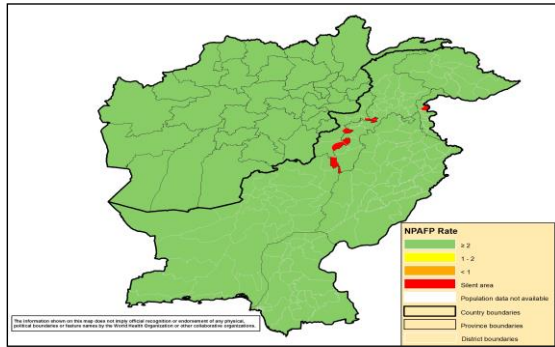 NPAFP Rate
≥ 2
1 - 2
< 1
Silent area
Population data not available
Country boundaries
Province boundaries
District boundaries
The information shown on this map does not imply official recognition or endorsement of any physical,
political boundaries or feature names by the World Health Organization or other collaborative organizations.